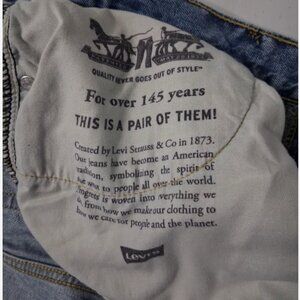 QUALITY NEVER GOES OUT OF STYLE™
For over 145 years
THIS IS A PAIR OF THEM!
Created by Levi Strauss & Co in 1873.
Our jeans have become an American
tradition, symbolizing the spirit of
the west to people all over the world.
Progress is woven into everything we
do, from how we make our clothing to
how we care for people and the planet.
Levi's